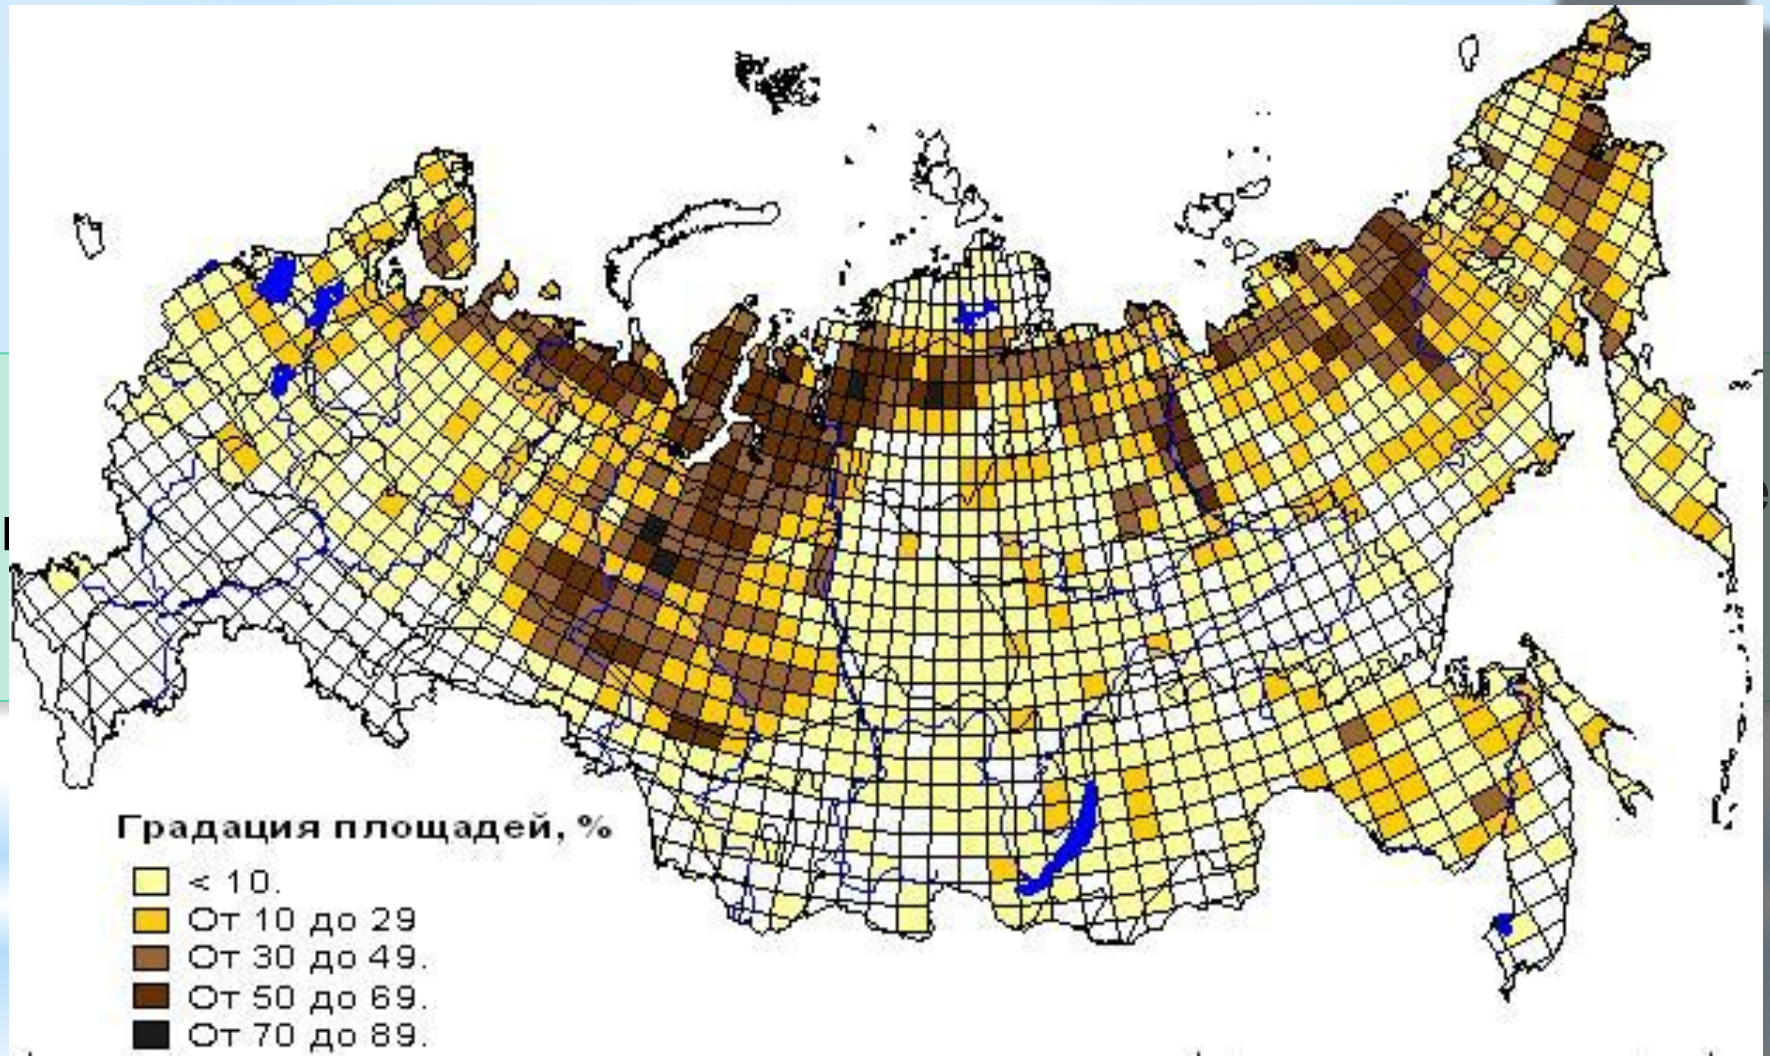 Градация площадей, %
< 10.
От 10 до 29
От 30 до 49.
От 50 до 69.
От 70 до 89.